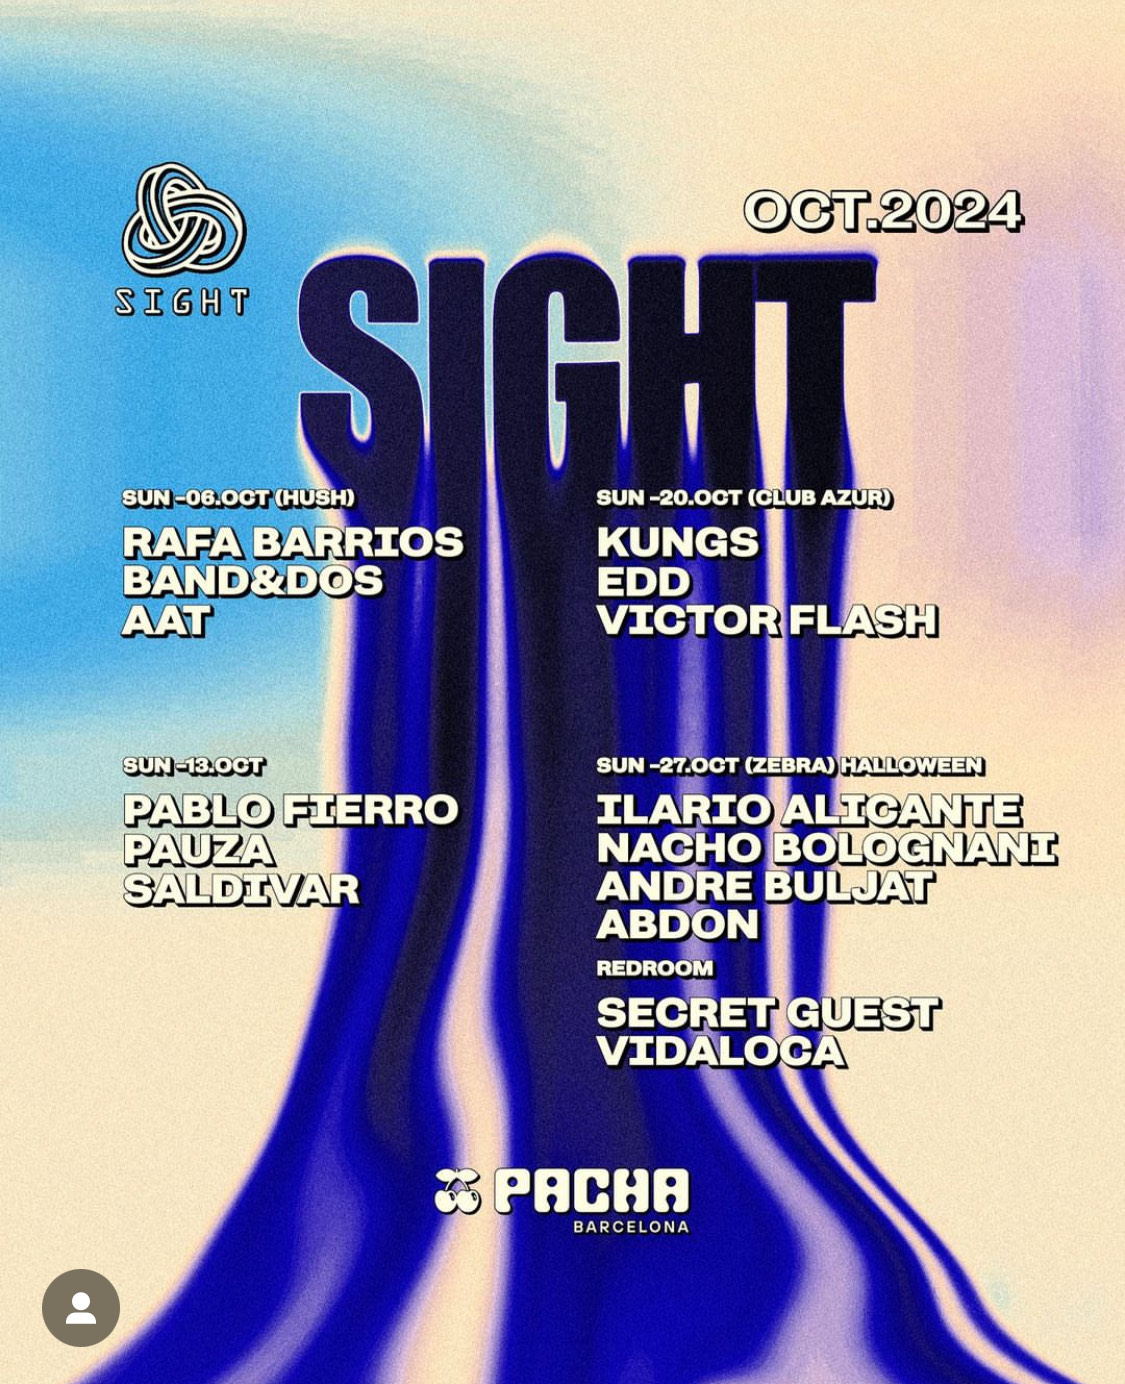 SIGHT
OCT.2024
SIGHT
SUN -06.OCT (HUSH)
RAFA BARRIOS
BAND&DOS
AAT
SUN -13.OCT
PABLO FIERRO
PAUZA
SALDIVAR
SUN -20.OCT (CLUB AZUR)
KUNGS
EDD
VICTOR FLASH
SUN -27.OCT (ZEBRA) HALLOWEEN
ILARIO ALICANTE
NACHO BOLOGNANI
ANDRE BULJAT
ABDON
REDROOM
SECRET GUEST
VIDALOCA
PACHA
BARCELONA